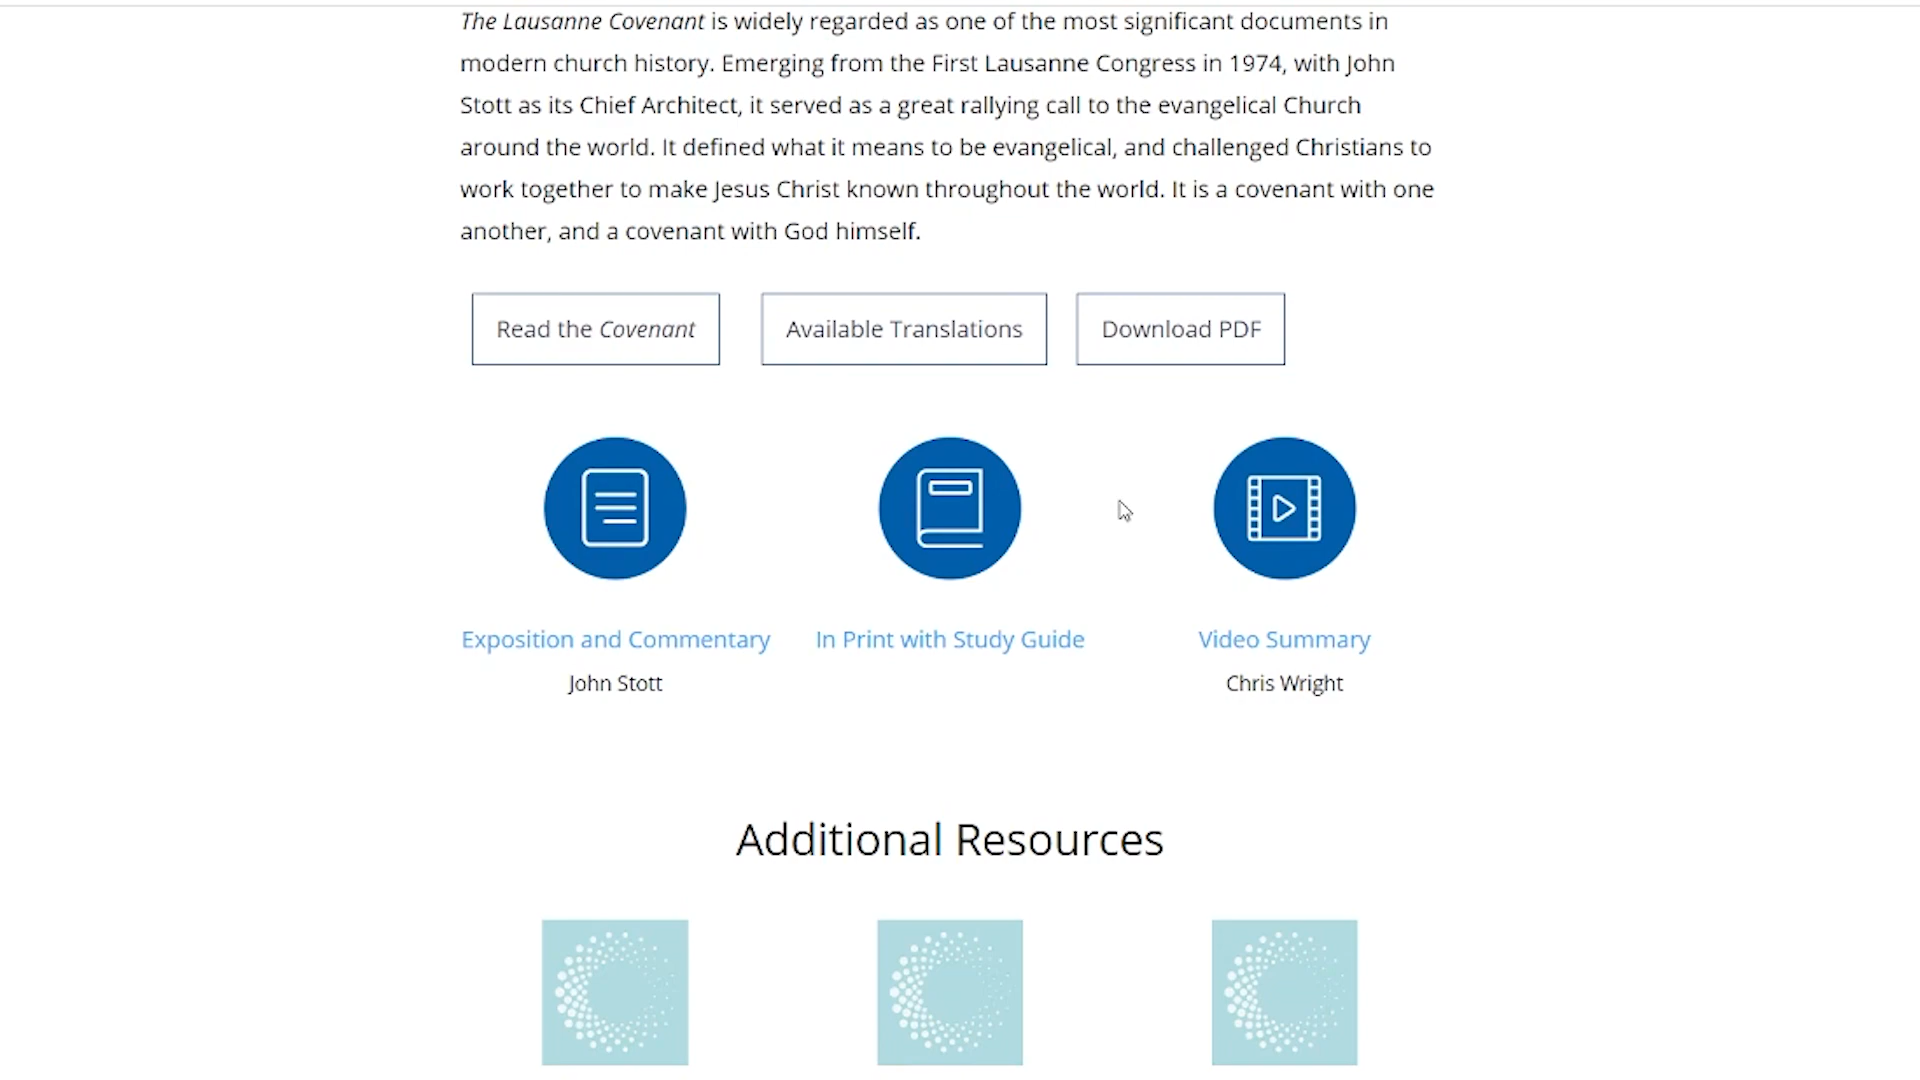 The Lausanne Covenant is widely regarded as one of the most significant documents in
modern church history. Emerging from the First Lausanne Congress in 1974, with John
Stott as its Chief Architect, it served as a great rallying call to the evangelical Church
around the world. It defined what it means to be evangelical, and challenged Christians to
work together to make Jesus Christ known throughout the world. It is a covenant with one
another, and a covenant with God himself.
Read the Covenant
Available Translations
Download PDF
Exposition and Commentary
John Stott
In Print with Study Guide
Video Summary
Chris Wright
Additional Resources